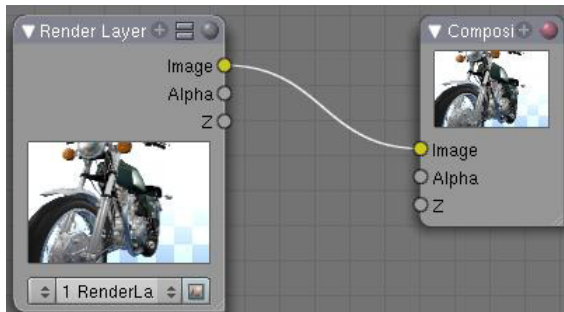 Render Layer
Image
Alpha
Z
1 RenderLa
Composi
Image
Alpha
Z